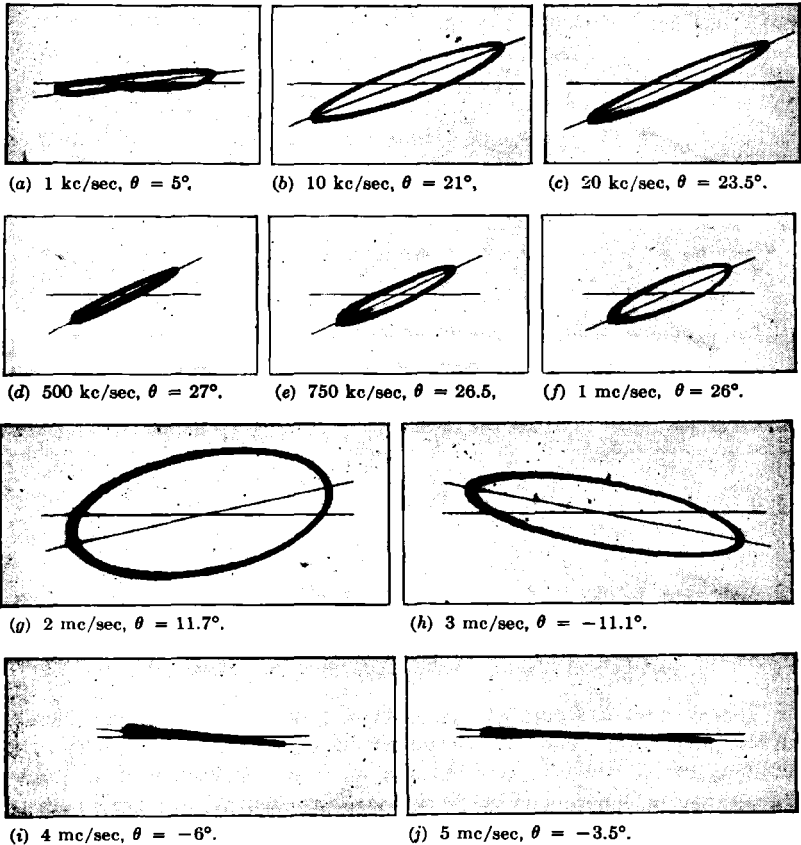 (a) 1 kc/sec, θ = 5°,
(b) 10 kc/sec, θ = 21°,
(c) 20 kc/sec, θ = 23.5°.
(d) 500 kc/sec, θ = 27°.
(e) 750 kc/sec, θ = 26.5,
(f) 1 mc/sec, θ = 26°.
(g) 2 mc/sec, θ = 11.7°.
(h) 3 mc/sec, θ = −11.1°.
(i) 4 mc/sec, θ = −6°.
(j) 5 mc/sec, θ = −3.5°.